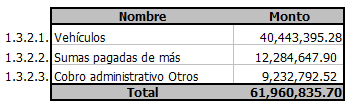 Nombre Monto
1.3.2.1. Vehículos 40,443,395.28
1.3.2.2. Sumas pagadas de más 12,284,647.90
1.3.2.3. Cobro administrativo Otros 9,232,792.52
Total 61,960,835.70